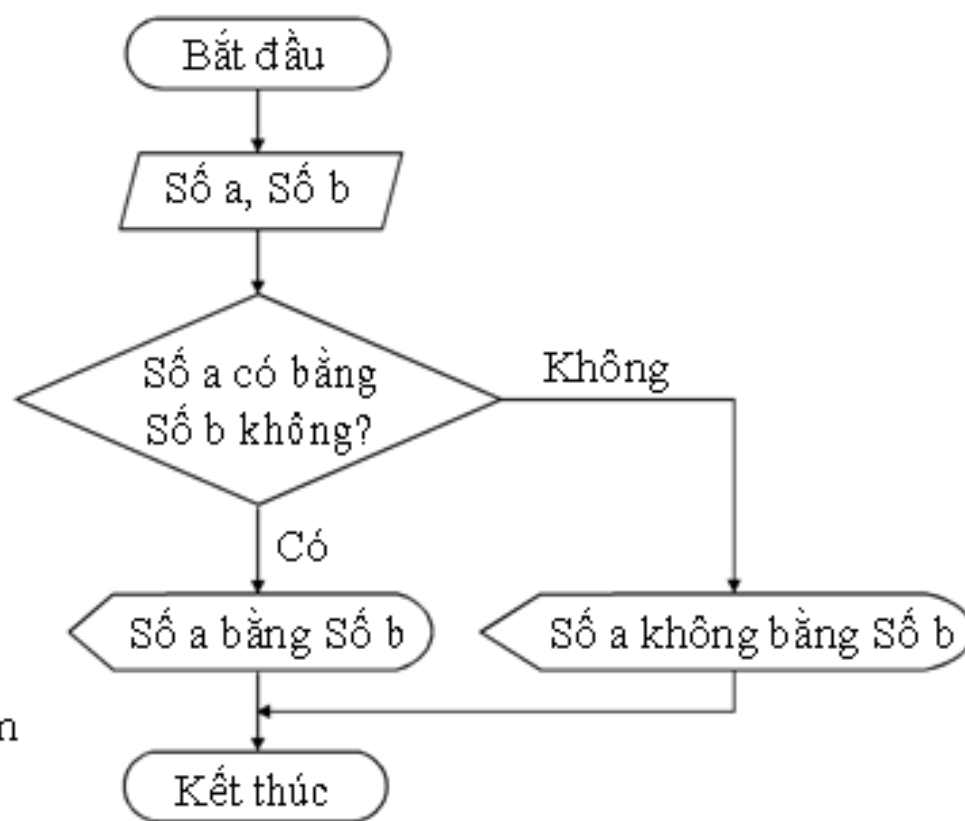 Bắt đầu
Số a, Số b
Số a có bằng
Số b không?
Không
Có
Số a bằng Số b
Số a không bằng Số b
Kết thúc